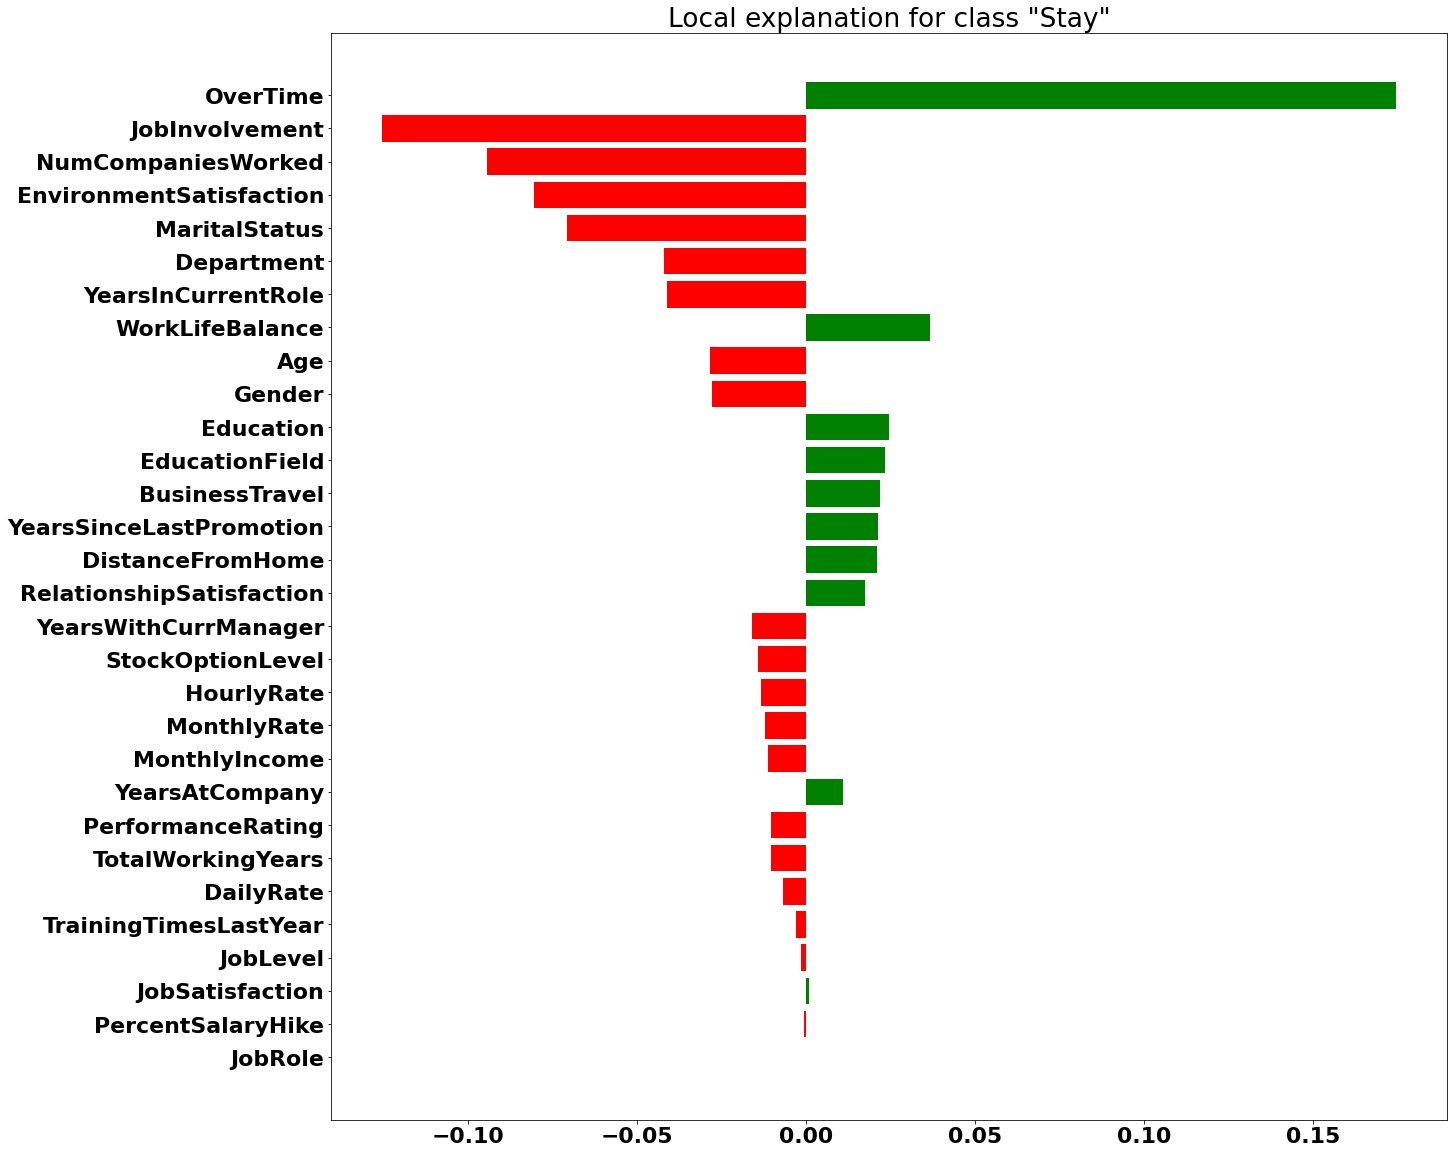 Local explanation for class "Stay"
OverTime
JobInvolvement
NumCompaniesWorked
EnvironmentSatisfaction
MaritalStatus
Department
YearsInCurrentRole
WorkLifeBalance
Age
Gender
Education
EducationField
BusinessTravel
YearsSinceLastPromotion
DistanceFromHome
RelationshipSatisfaction
YearsWithCurrManager
StockOptionLevel
HourlyRate
MonthlyRate
MonthlyIncome
YearsAtCompany
PerformanceRating
TotalWorkingYears
DailyRate
TrainingTimesLastYear
JobLevel
JobSatisfaction
PercentSalaryHike
JobRole
−0.10 −0.05 0.00 0.05 0.10 0.15